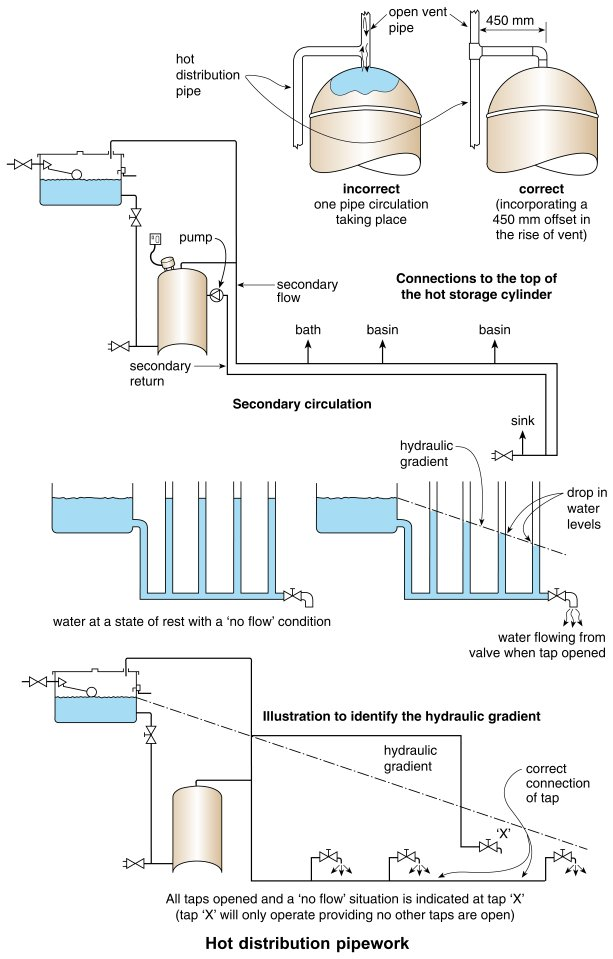 open vent
pipe
450 mm
hot
distribution
pipe
incorrect
one pipe circulation
taking place
correct
(incorporating a
450 mm offset in
the rise of vent)
pump
secondary
flow
Connections to the top of
the hot storage cylinder
bath
basin
basin
secondary
return
Secondary circulation
sink
hydraulic
gradient
drop in
water
levels
water at a state of rest with a ‘no flow’ condition
water flowing from
valve when tap opened
Illustration to identify the hydraulic gradient
hydraulic
gradient
correct
connection
of tap
‘X’
All taps opened and a ‘no flow’ situation is indicated at tap ‘X’
(tap ‘X’ will only operate providing no other taps are open)
Hot distribution pipework